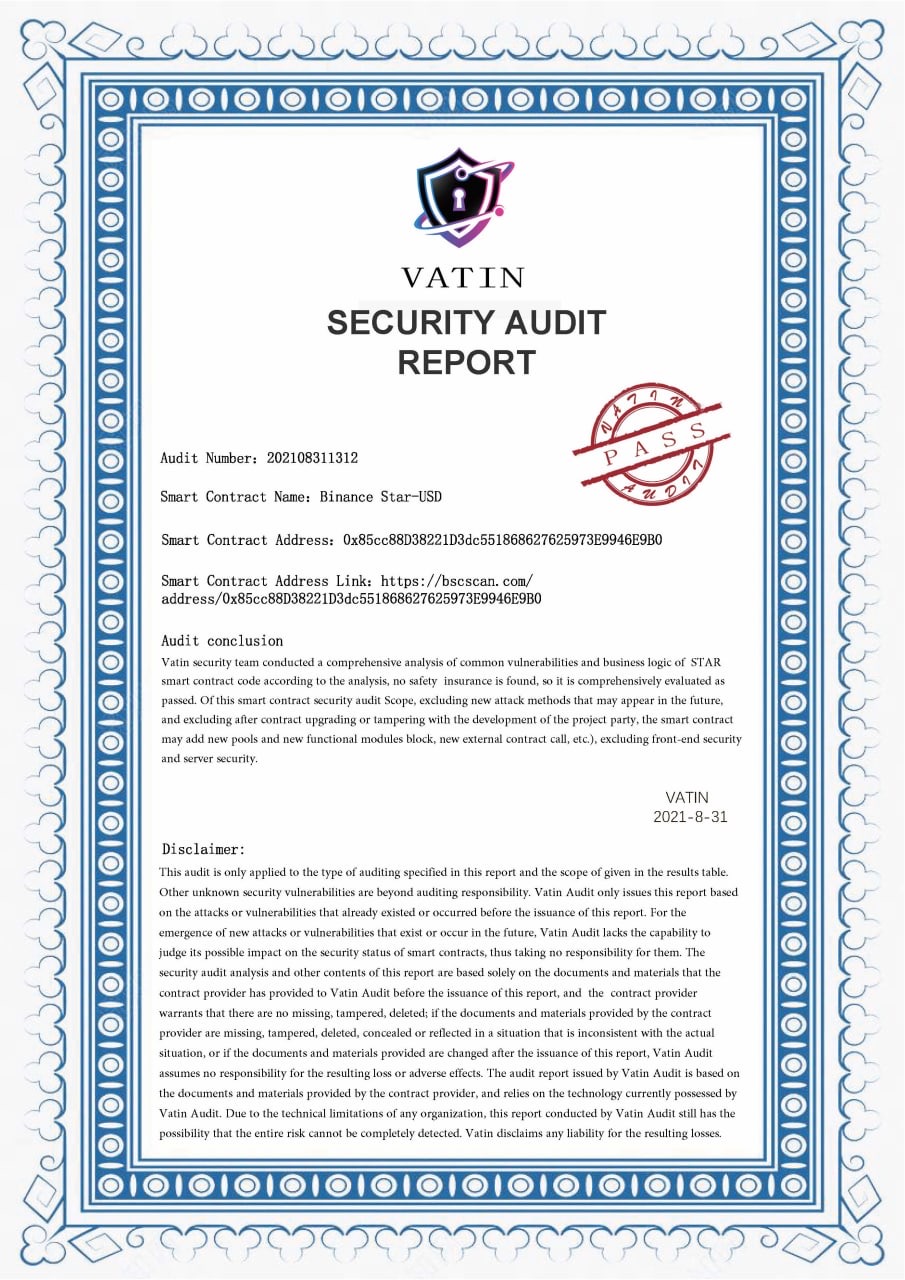 VATIN
SECURITY AUDIT
REPORT
VATIN
PASS
AUDIT
Audit Number: 202108311312
Smart Contract Name: Binance Star-USD
Smart Contract Address: 0x85cc88D38221D3dc551868627625973E9946E9B0
Smart Contract Address Link: https://bscscan.com/
address/0x85cc88D38221D3dc551868627625973E9946E9B0
Audit conclusion
Vatin security team conducted a comprehensive analysis of common vulnerabilities and business logic of STAR
smart contract code according to the analysis, no safety insurance is found, so it is comprehensively evaluated as
passed. Of this smart contract security audit Scope, excluding new attack methods that may appear in the future,
and excluding after contract upgrading or tampering with the development of the project party, the smart contract
may add new pools and new functional modules block, new external contract call, etc.), excluding front-end security
and server security.
VATIN
2021-8-31
Disclaimer:
This audit is only applied to the type of auditing specified in this report and the scope of given in the results table.
Other unknown security vulnerabilities are beyond auditing responsibility. Vatin Audit only issues this report based
on the attacks or vulnerabilities that already existed or occurred before the issuance of this report. For the
emergence of new attacks or vulnerabilities that exist or occur in the future, Vatin Audit lacks the capability to
judge its possible impact on the security status of smart contracts, thus taking no responsibility for them. The
security audit analysis and other contents of this report are based solely on the documents and materials that the
contract provider has provided to Vatin Audit before the issuance of this report, and the contract provider
warrants that there are no missing, tampered, deleted; if the documents and materials provided by the contract
provider are missing, tampered, deleted, concealed or reflected in a situation that is inconsistent with the actual
situation, or if the documents and materials provided are changed after the issuance of this report, Vatin Audit
assumes no responsibility for the resulting loss or adverse effects. The audit report issued by Vatin Audit is based on
the documents and materials provided by the contract provider, and relies on the technology currently possessed by
Vatin Audit. Due to the technical limitations of any organization, this report conducted by Vatin Audit still has the
possibility that the entire risk cannot be completely detected. Vatin disclaims any liability for the resulting losses.